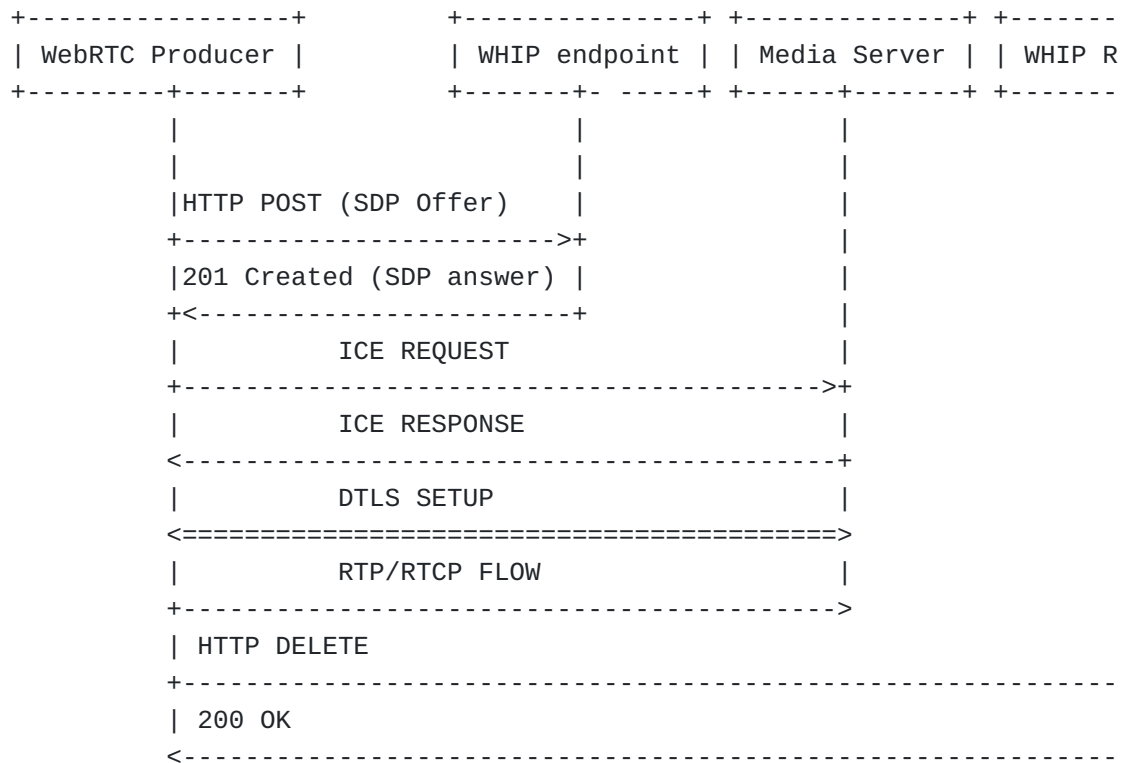 WebRTC Producer | WHIP endpoint | Media Server | WHIP R
HTTP POST (SDP Offer)
201 Created (SDP answer)
ICE REQUEST
ICE RESPONSE
DTLS SETUP
RTP/RTCP FLOW
HTTP DELETE
200 OK